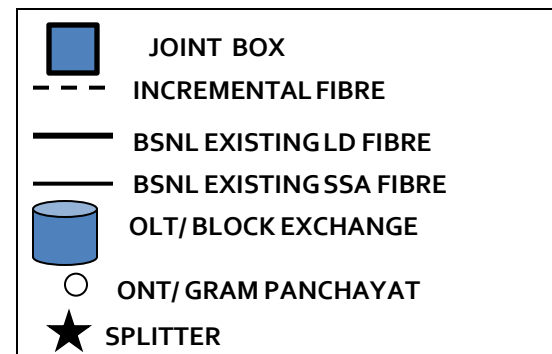 JOINT BOX
INCREMENTAL FIBRE
BSNL EXISTING LD FIBRE
BSNL EXISTING SSA FIBRE
OLT/ BLOCK EXCHANGE
ONT/ GRAM PANCHAYAT
SPLITTER